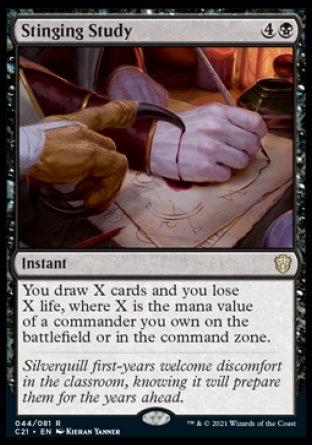 Stinging Study 4
Instant
You draw X cards and you lose
X life, where X is the mana value
of a commander you own on the
battlefield or in the command zone.
Silverquill first-years welcome discomfort
in the classroom, knowing it will prepare
them for the years ahead.
044/081 R
C21 • EN KIERAN TANNER
™ & © 2021 Wizards of the Coast